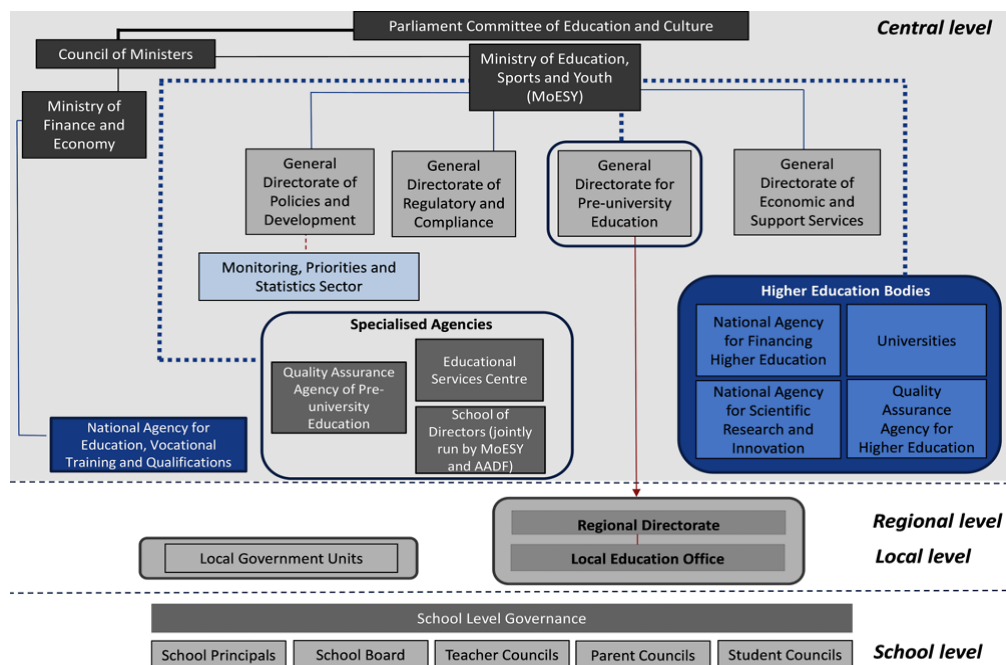 Parliament Committee of Education and Culture
Central level
Council of Ministers
Ministry of Education,
Sports and Youth
(MoESY)
Ministry of
Finance and
Economy
General
Directorate of
Policies and
Development
General
Directorate of
Regulatory and
Compliance
General
Directorate for
Pre-university
Education
General
Directorate of
Economic and
Support Services
Monitoring, Priorities and
Statistics Sector
Higher Education Bodies
National Agency
for Financing
Higher Education
Universities
National Agency
for Scientific
Research and
Innovation
Quality
Assurance
Agency for
Higher Education
Specialised Agencies
Quality Assurance
Agency of Pre-
university
Education
Educational
Services Centre
School of
Directors (jointly
run by MoESY
and AADF)
National Agency for
Education, Vocational
Training and Qualifications
Regional Directorate
Regional level
Local Government Units
Local Education Office
Local level
School Level Governance
School Principals
School Board
Teacher Councils
Parent Councils
Student Councils
School level